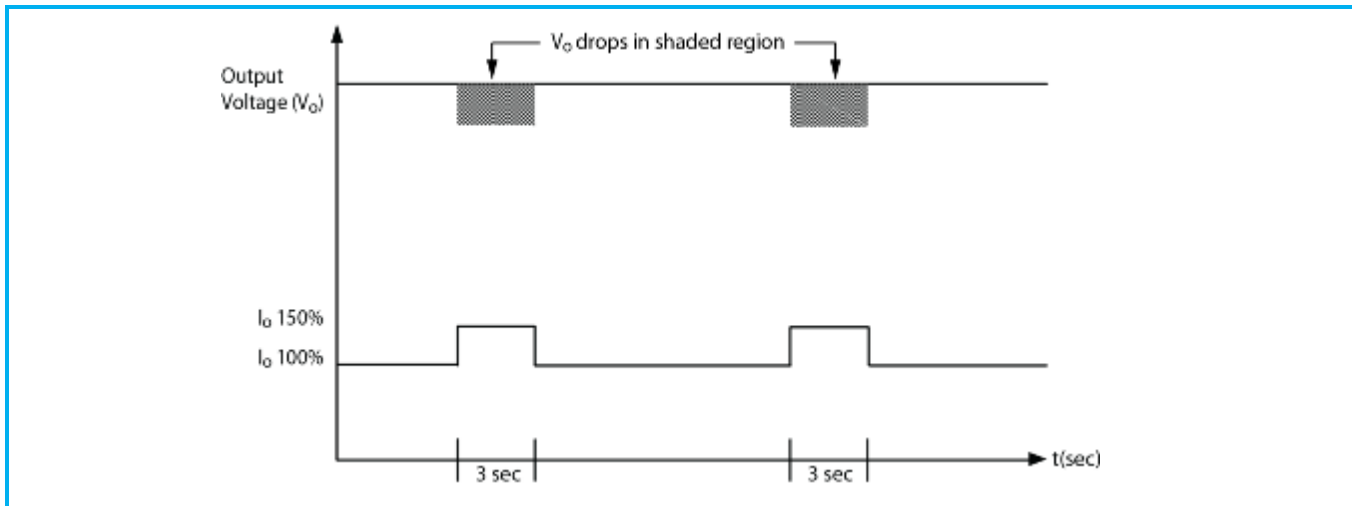 Vₒ drops in shaded region
Output
Voltage (Vₒ)
Iₒ 150%
Iₒ 100%
3 sec
3 sec
t(sec)